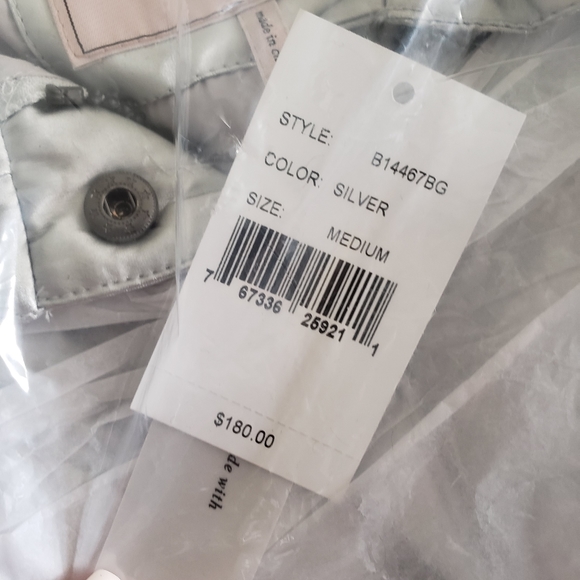 made in C
STYLE: B14467BG
COLOR: SILVER
SIZE: MEDIUM
7 67336 25921 1
$180.00
de with